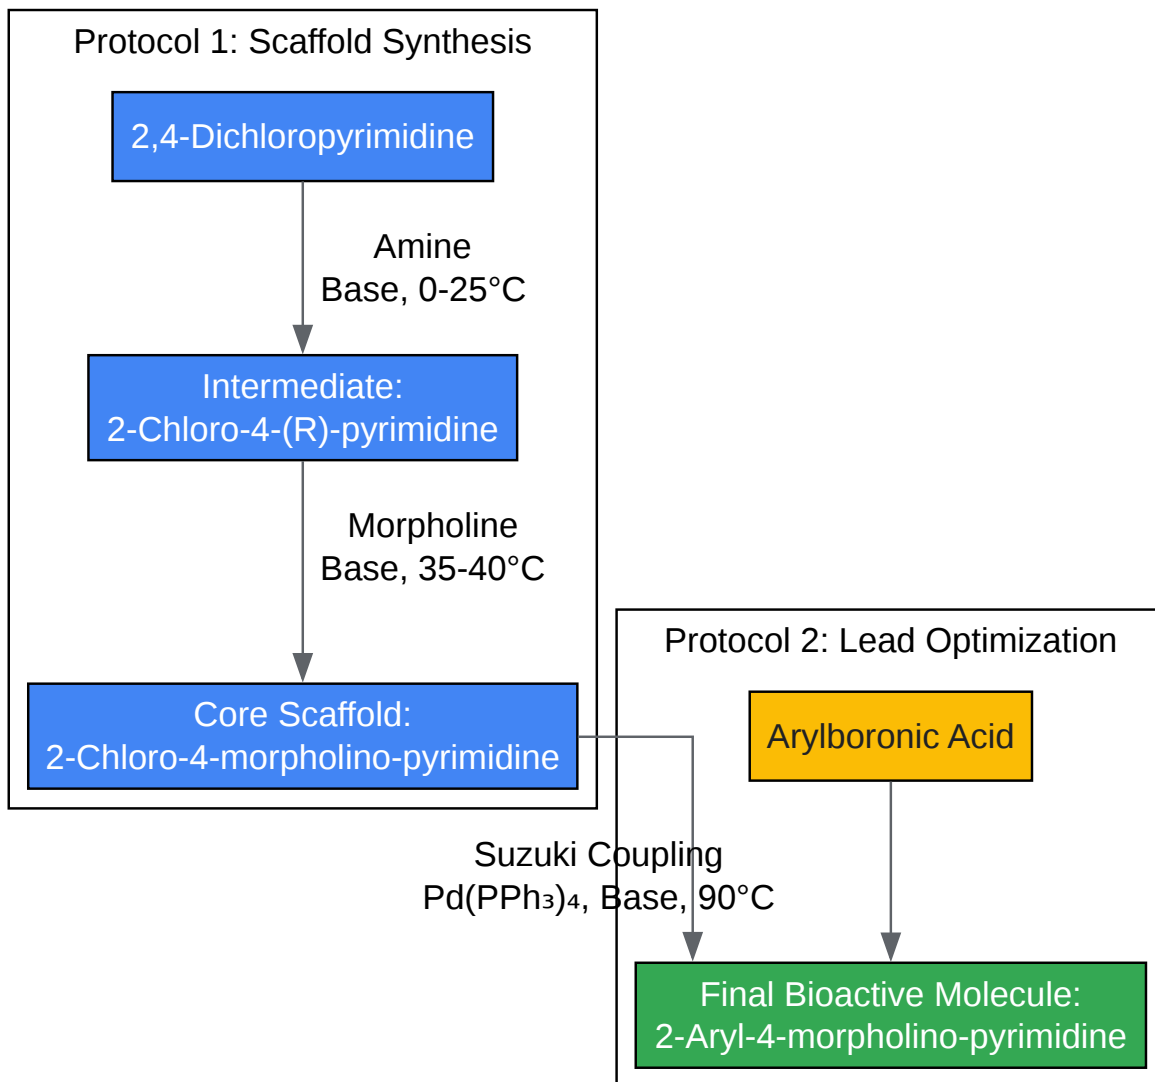 Protocol 1: Scaffold Synthesis
2,4-Dichloropyrimidine
Amine
Base, 0-25°C
Intermediate:
2-Chloro-4-(R)-pyrimidine
Morpholine
Base, 35-40°C
Core Scaffold:
2-Chloro-4-morpholino-pyrimidine
Protocol 2: Lead Optimization
Arylboronic Acid
Suzuki Coupling
Pd(PPh₃)₄, Base, 90°C
Final Bioactive Molecule:
2-Aryl-4-morpholino-pyrimidine